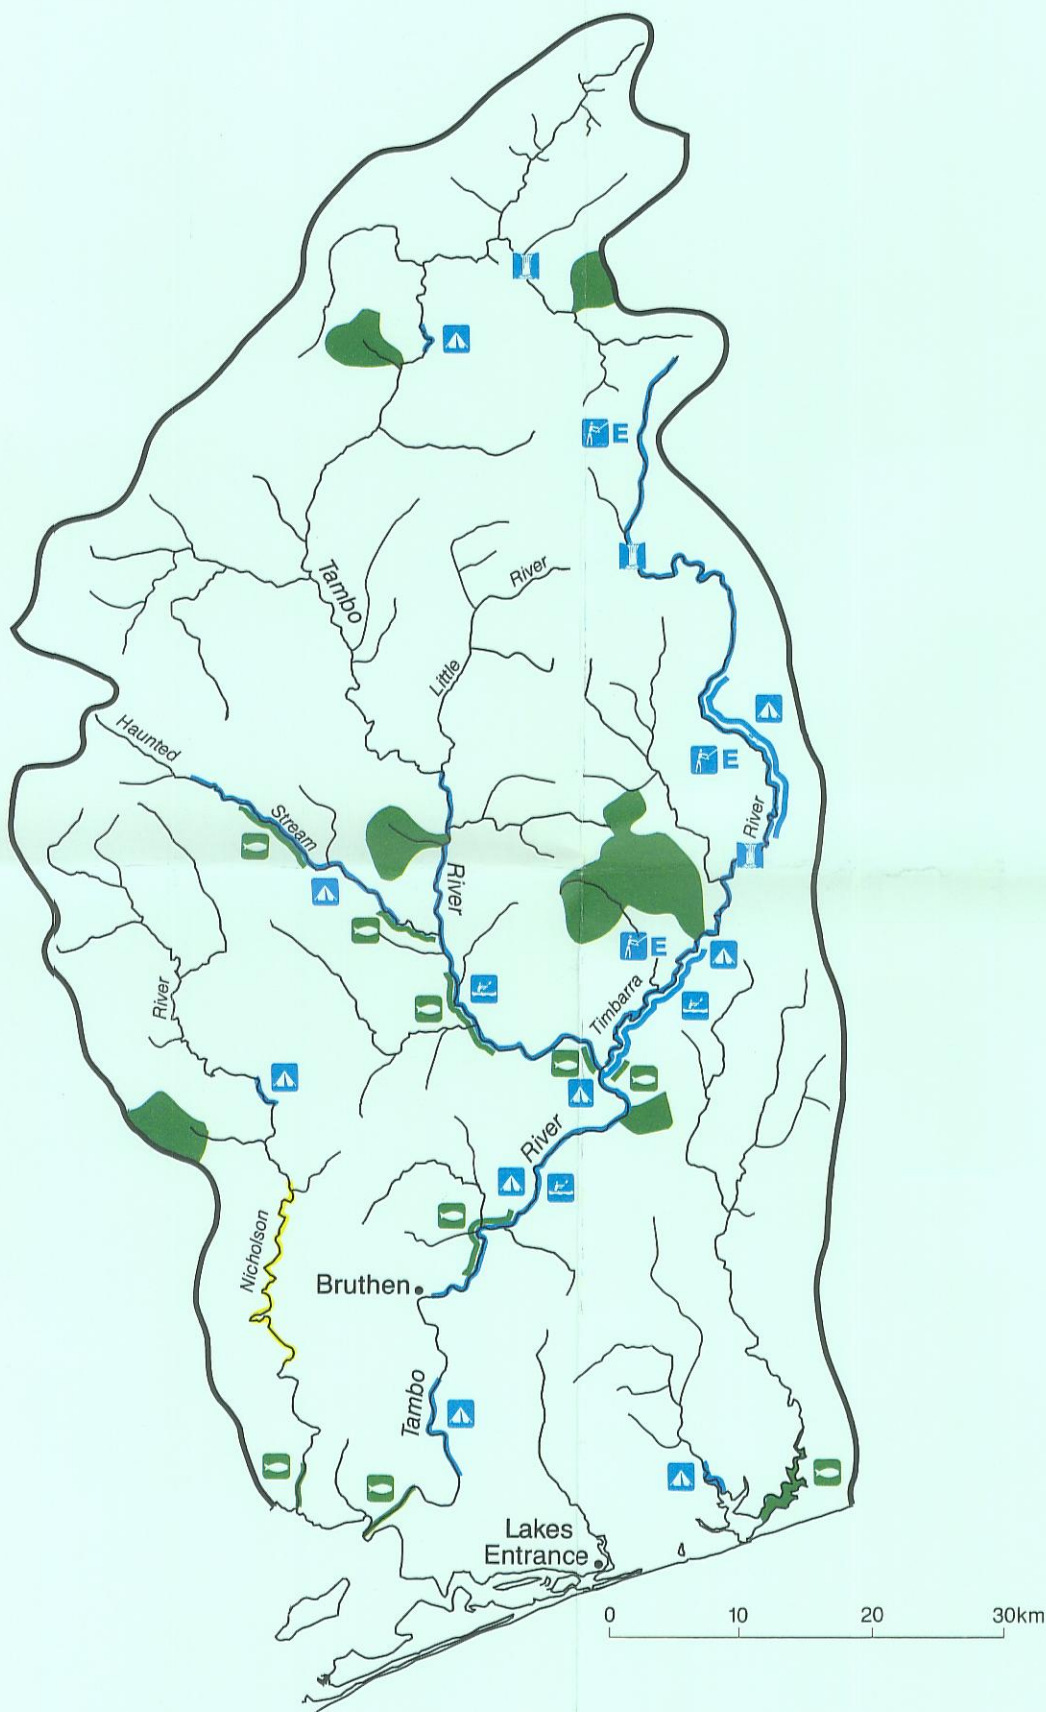 E
Tambo
River
Little
Haunted
Stream
E
River
River
E
River
Timbarra
River
Nicholson
Bruthen
Tambo
Lakes
Entrance
0 10 20 30km